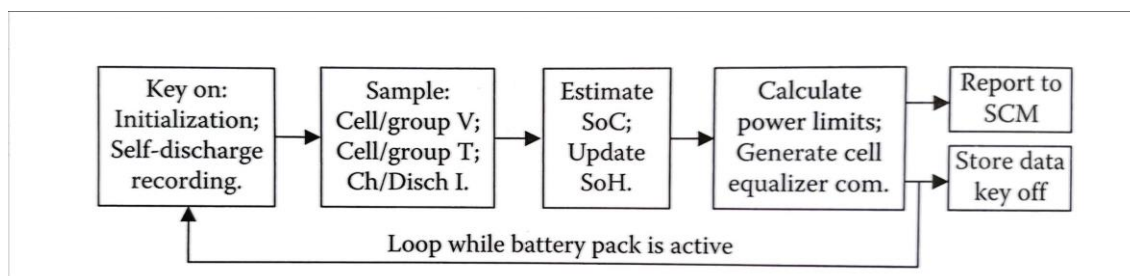 Key on:
Initialization;
Self-discharge
recording.
Sample:
Cell/group V;
Cell/group T;
Ch/Disch I.
Estimate
SoC;
Update
SoH.
Calculate
power limits;
Generate cell
equalizer com.
Report to
SCM
Store data
key off
Loop while battery pack is active